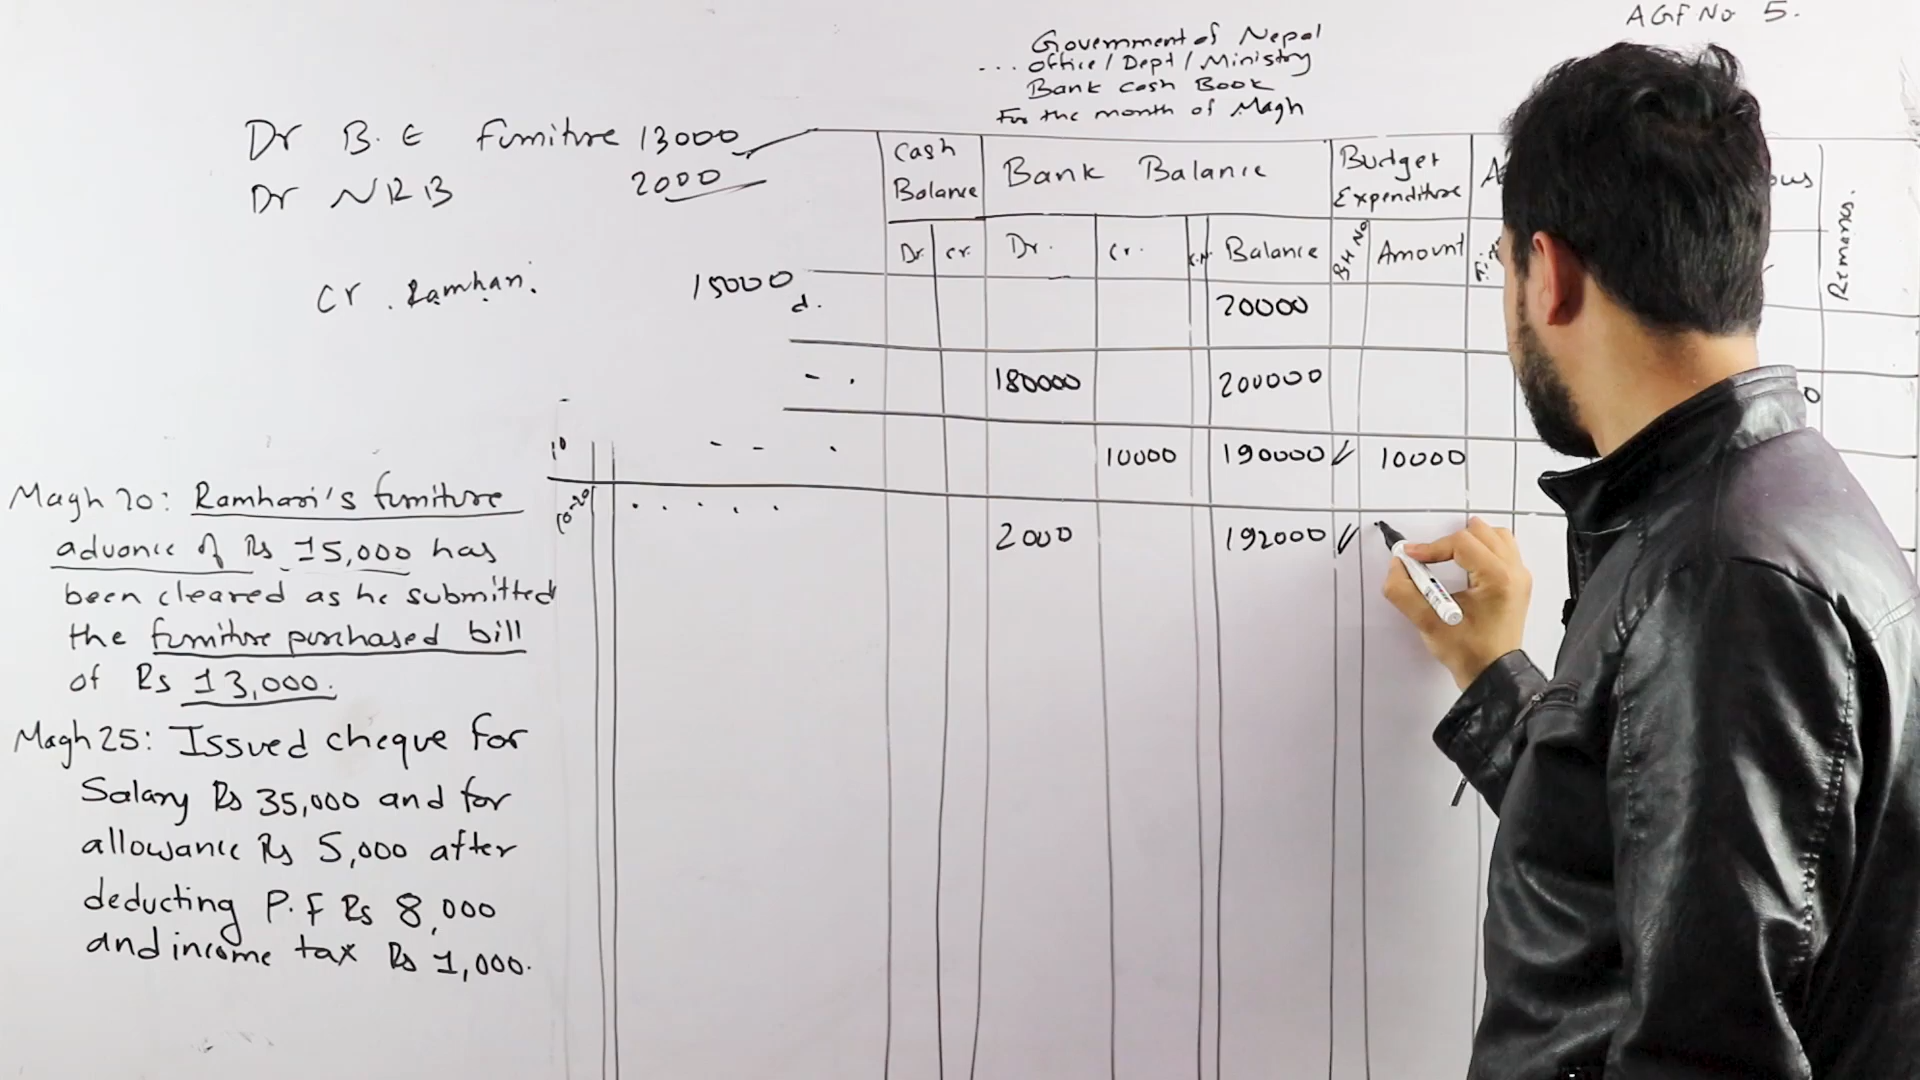 AGF No 5.
Government of Nepal
... Office / Dept / Ministry
Bank Cash Book
For the month of Magh
Dr B.E Furniture 13000
Dr NRB 2000
Cr. Ramhari. 15000
Cash Balance
Bank Balance
Budget Expenditure
Remarks.
Dr. Cr. Dr. Cr. Balance B.H No Amount
d. 20000
180000 200000
10 10000 190000 10000
10-20 2000 192000
Magh 20: Ramhari's furniture
advance of Rs 15,000 has
been cleared as he submitted
the furniture purchased bill
of Rs 13,000.
Magh 25: Issued cheque for
Salary Rs 35,000 and for
allowance Rs 5,000 after
deducting P.F Rs 8,000
and income tax Rs 1,000.